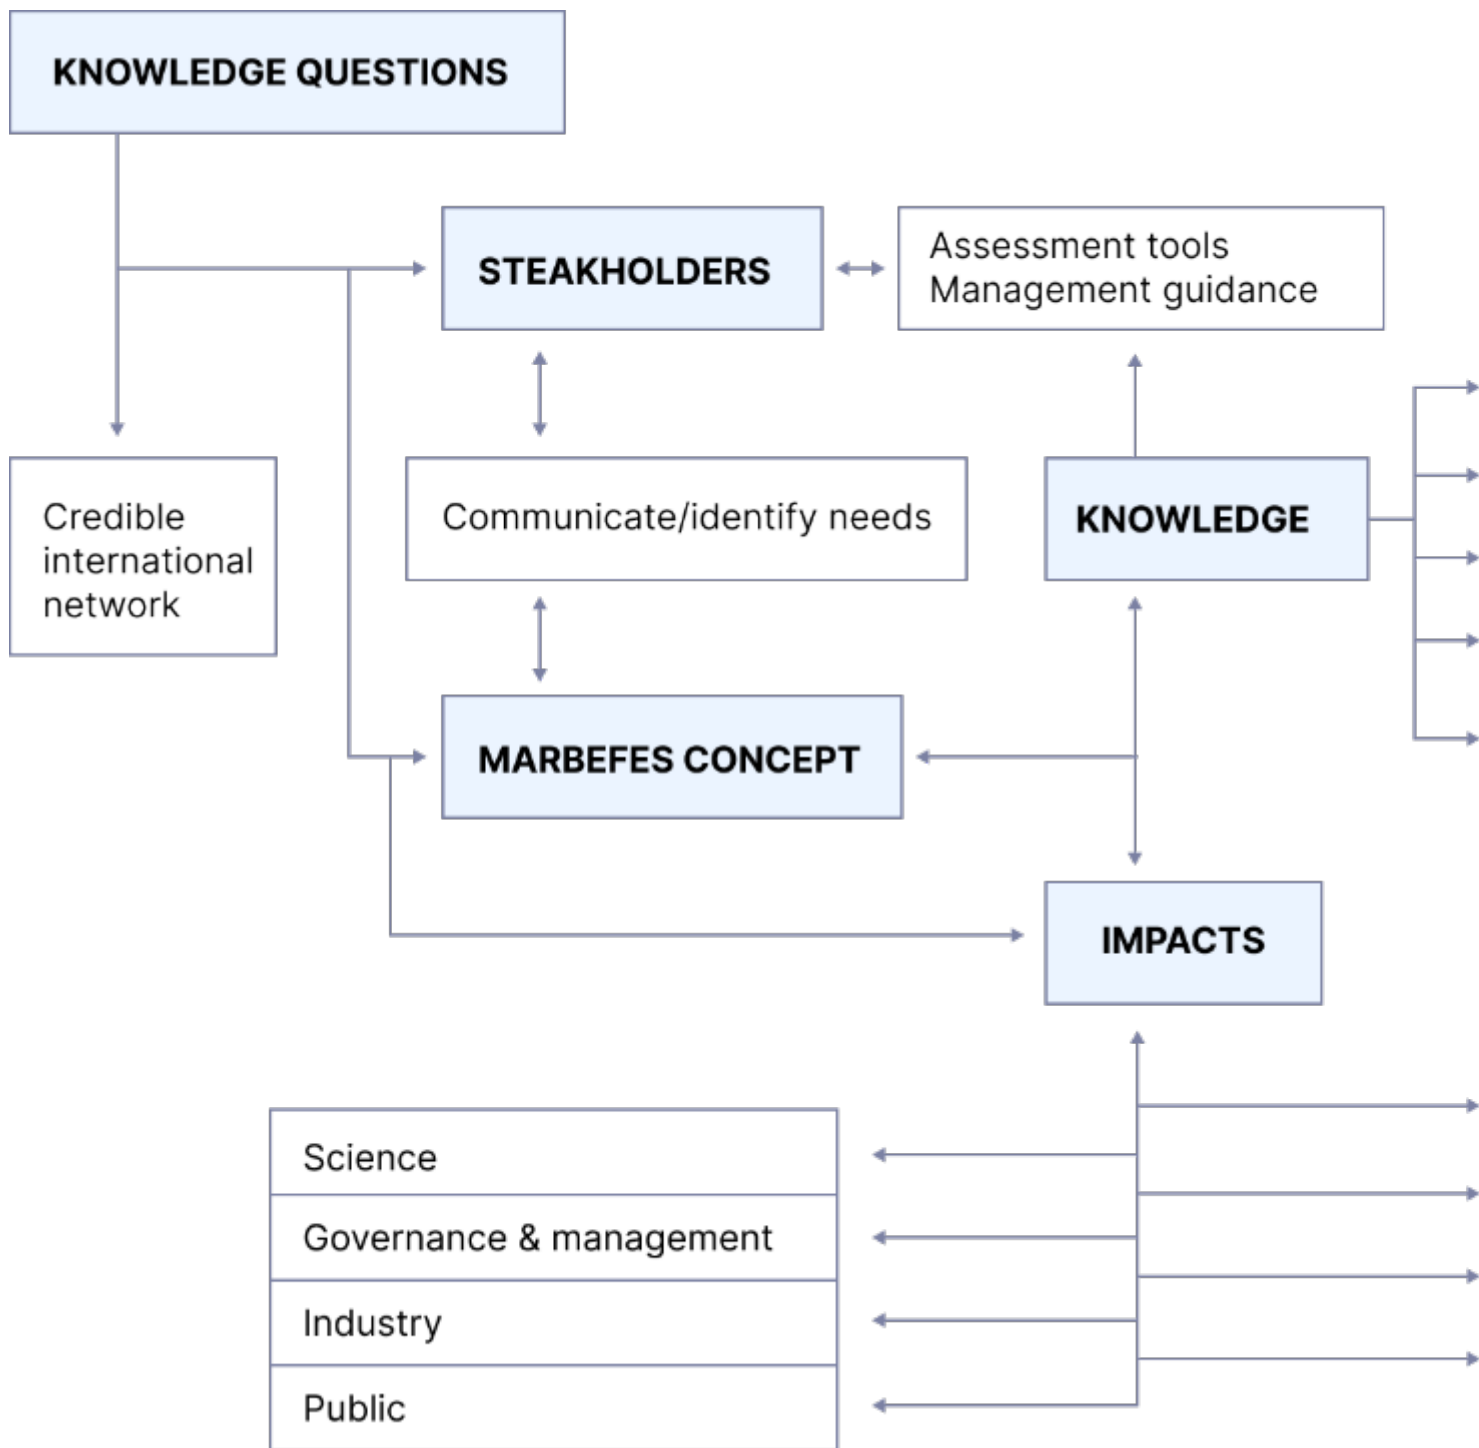 KNOWLEDGE QUESTIONS
STEAKHOLDERS
Assessment tools
Management guidance
Credible
international
network
Communicate/identify needs
KNOWLEDGE
MARBEFES CONCEPT
IMPACTS
Science
Governance & management
Industry
Public